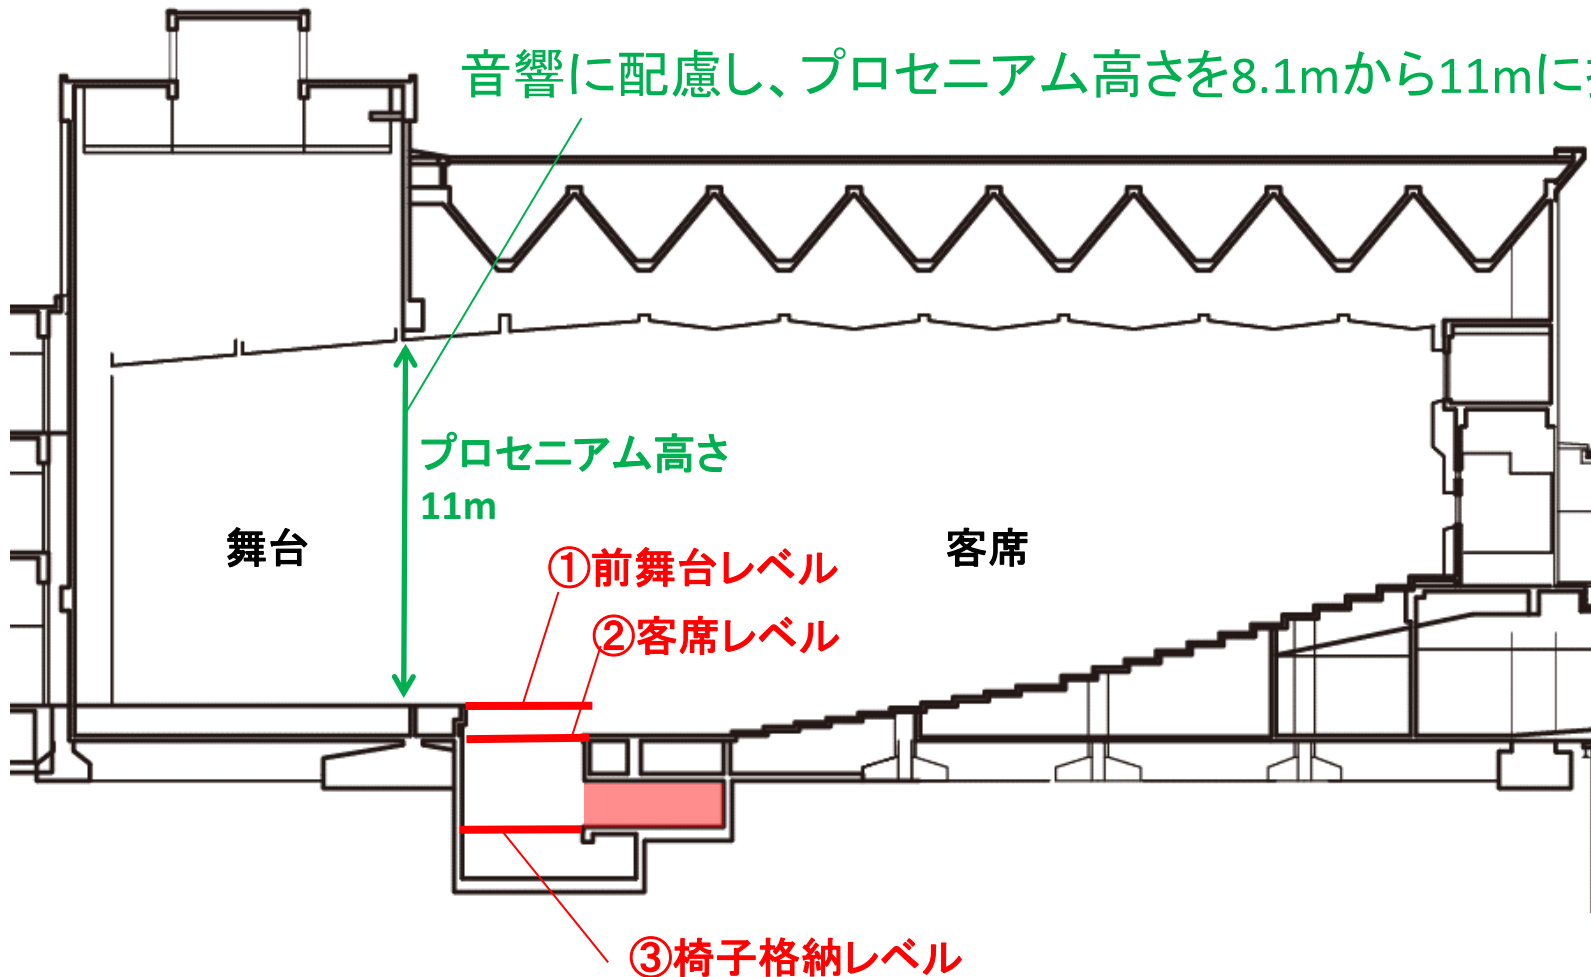 音響に配慮し、プロセニアム高さを8.1mから11mに
プロセニアム高さ
11m
舞台
客席
①前舞台レベル
②客席レベル
③椅子格納レベル